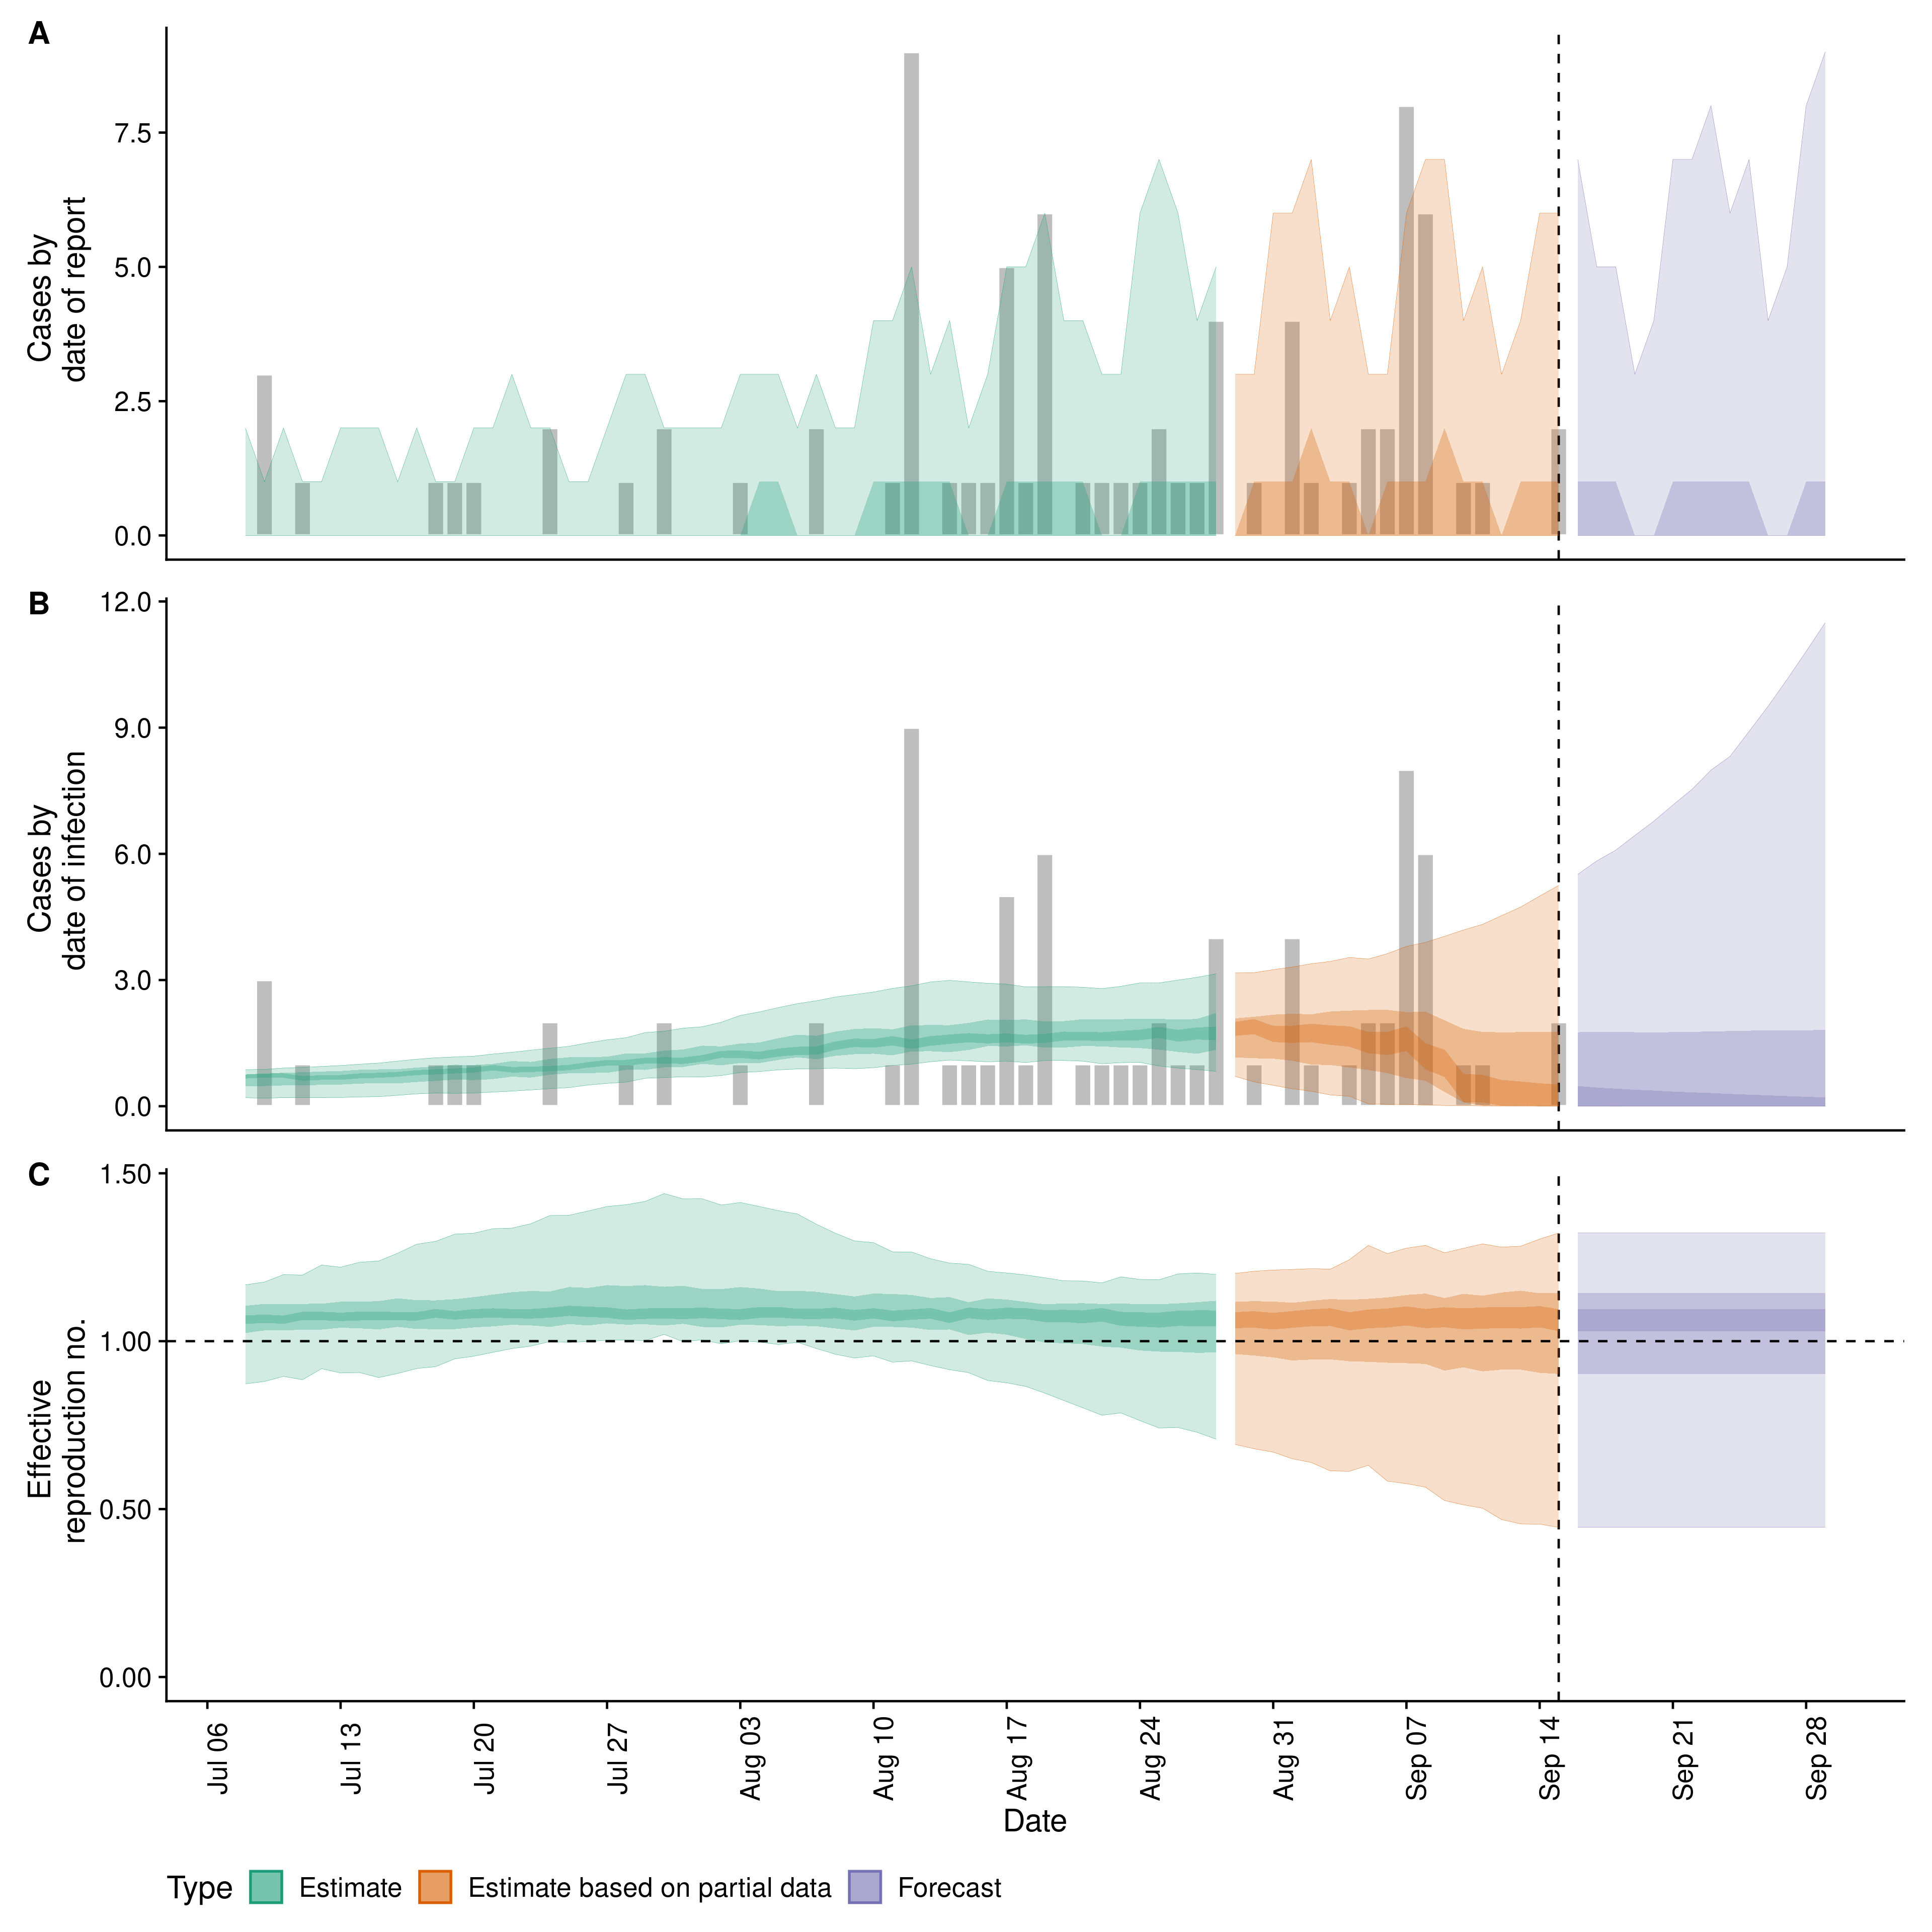 A
Cases by
date of report
7.5
5.0
2.5
0.0
B
Cases by
date of infection
12.0
9.0
6.0
3.0
0.0
C
Effective
reproduction no.
1.50
1.00
0.50
0.00
Jul 06
Jul 13
Jul 20
Jul 27
Aug 03
Aug 10
Aug 17
Aug 24
Aug 31
Sep 07
Sep 14
Sep 21
Sep 28
Date
Type Estimate Estimate based on partial data Forecast